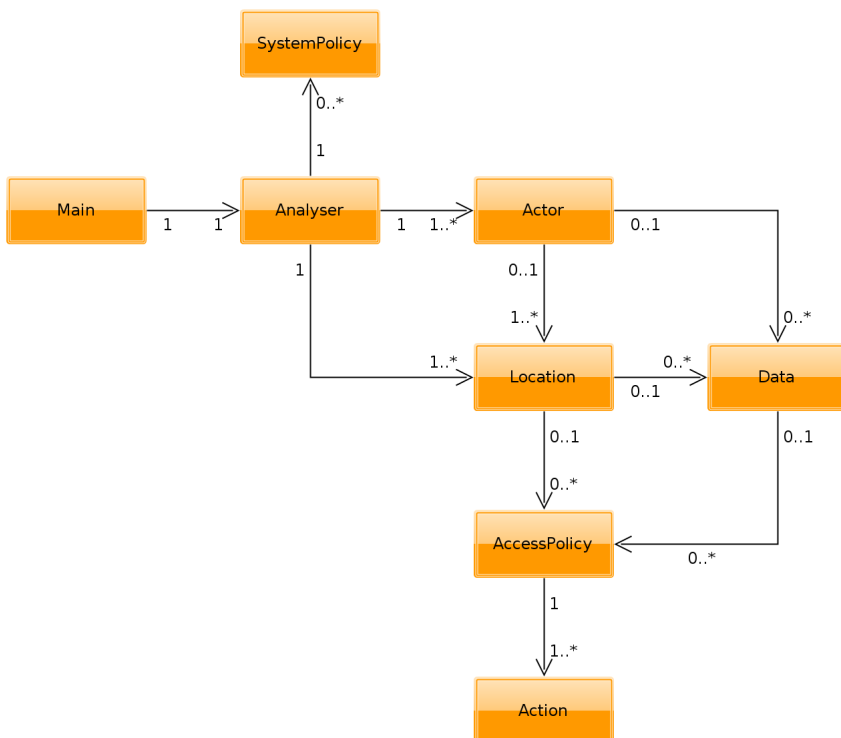 SystemPolicy
0..*
1
Main
1
1
Analyser
1
1..*
Actor
0..1
1
0..1
1..*
0..*
1..*
Location
0..*
0..1
Data
0..1
0..*
0..1
AccessPolicy
0..*
1
1..*
Action